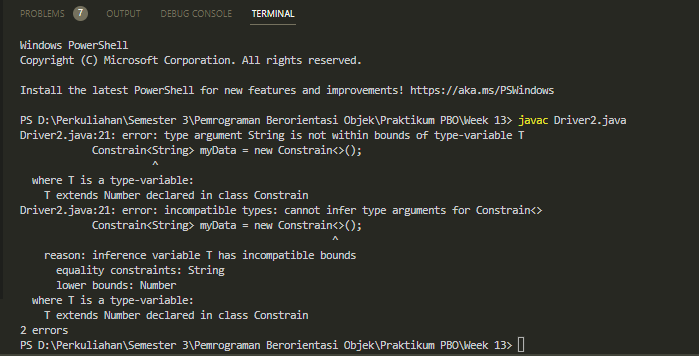 PROBLEMS 7 OUTPUT DEBUG CONSOLE TERMINAL
Windows PowerShell
Copyright (C) Microsoft Corporation. All rights reserved.
Install the latest PowerShell for new features and improvements! https://aka.ms/PSWindows
PS D:\Perkuliahan\Semester 3\Pemrograman Berorientasi Objek\Praktikum PBO\Week 13> javac Driver2.java
Driver2.java:21: error: type argument String is not within bounds of type-variable T
Constrain<String> myData = new Constrain<>();
^
where T is a type-variable:
T extends Number declared in class Constrain
Driver2.java:21: error: incompatible types: cannot infer type arguments for Constrain<>
Constrain<String> myData = new Constrain<>();
^
reason: inference variable T has incompatible bounds
equality constraints: String
lower bounds: Number
where T is a type-variable:
T extends Number declared in class Constrain
2 errors
PS D:\Perkuliahan\Semester 3\Pemrograman Berorientasi Objek\Praktikum PBO\Week 13>